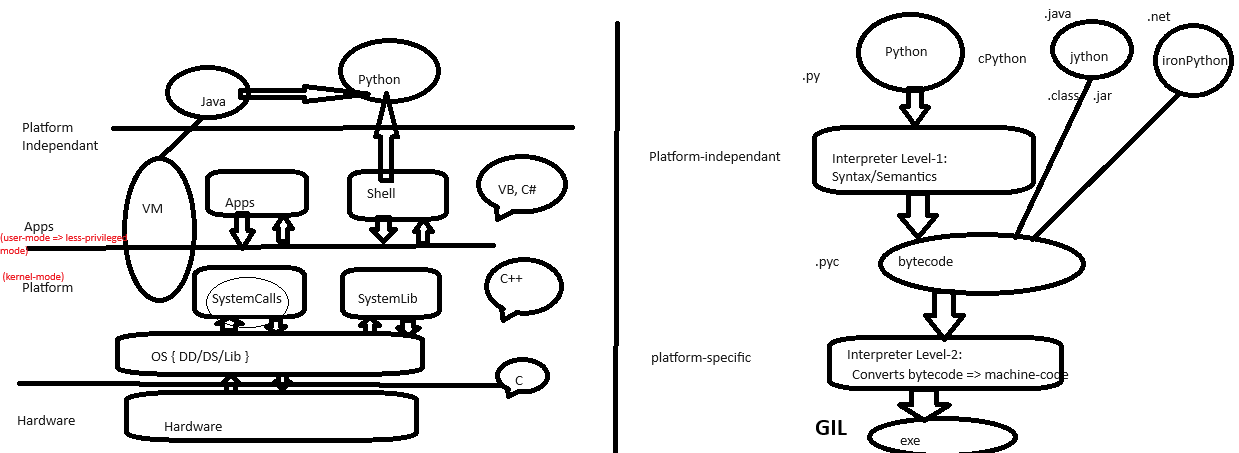 Python
Java
Platform
Independant
VM
Apps
Shell
VB, C#
Apps
(user-mode => less-privileged
mode)
(kernel-mode)
Platform
SystemCalls
SystemLib
C++
OS { DD/DS/Lib }
C
Hardware
Hardware
.java
.net
Python
cPython
jython
ironPython
.py
.class
.jar
Platform-independant
Interpreter Level-1:
Syntax/Semantics
.pyc
bytecode
platform-specific
Interpreter Level-2:
Converts bytecode => machine-code
GIL
exe